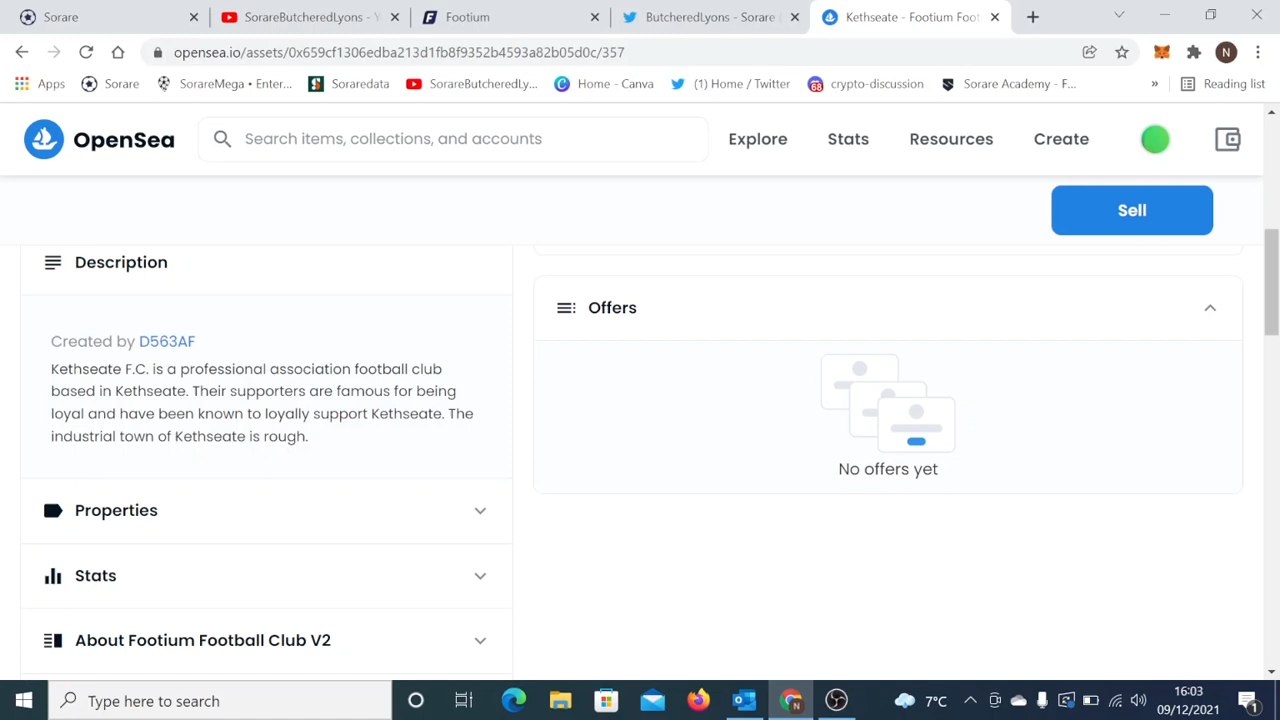 Sorare
SorareButcheredLyons - Y
Footium
ButcheredLyons - Sorare (
Kethseate - Footium Foot
opensea.io/assets/0x659cf1306edba213d1fb8f9352b4593a82b05d0c/357
N
Apps
Sorare
SorareMega • Enter...
Soraredata
SorareButcheredLy...
Home - Canva
(1) Home / Twitter
68
crypto-discussion
Sorare Academy - F...
»
Reading list
OpenSea
Search items, collections, and accounts
Explore
Stats
Resources
Create
Sell
Description
Created by D563AF
Kethseate F.C. is a professional association football club
based in Kethseate. Their supporters are famous for being
loyal and have been known to loyally support Kethseate. The
industrial town of Kethseate is rough.
Properties
Stats
About Footium Football Club V2
Offers
No offers yet
Type here to search
7°C
16:03
09/12/2021
1